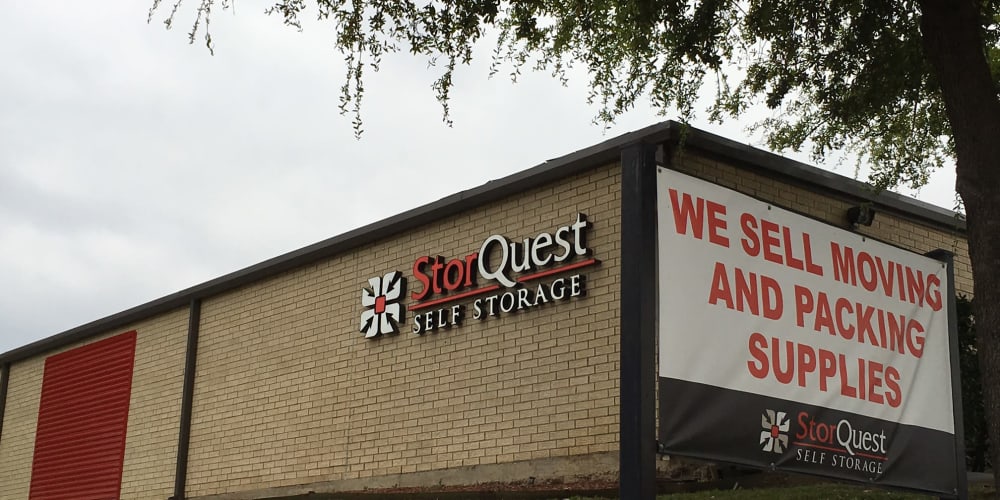 StorQuest
SELF STORAGE
WE SELL MOVING
AND PACKING
SUPPLIES
StorQuest
SELF STORAGE